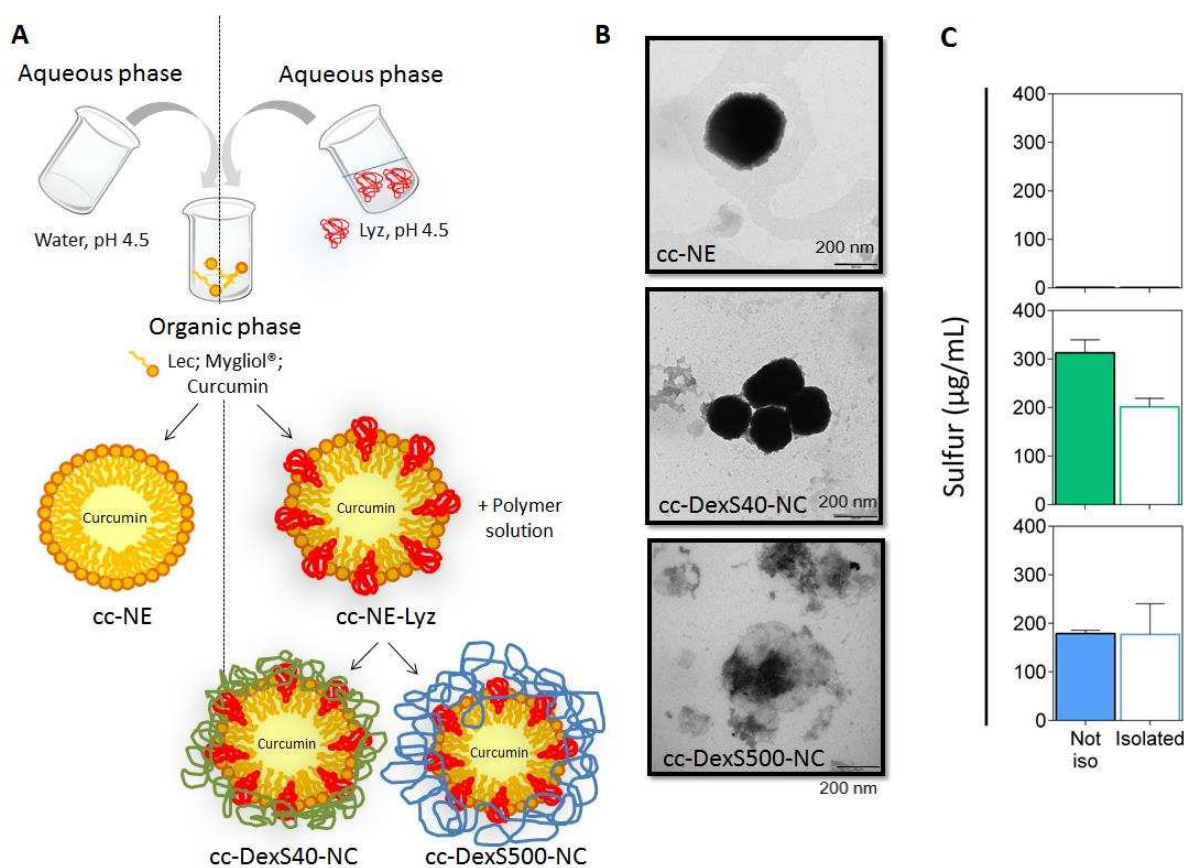 A
Aqueous phase
Aqueous phase
Water, pH 4.5
Lyz, pH 4.5
Organic phase
Lec; Mygliol®;
Curcumin
Curcumin
cc-NE
Curcumin
cc-NE-Lyz
+ Polymer
solution
Curcumin
cc-DexS40-NC
Curcumin
cc-DexS500-NC
B
cc-NE
200 nm
cc-DexS40-NC
200 nm
cc-DexS500-NC
200 nm
C
Sulfur (µg/mL)
400
300
200
100
0
400
300
200
100
0
400
300
200
100
0
Not
iso
Isolated